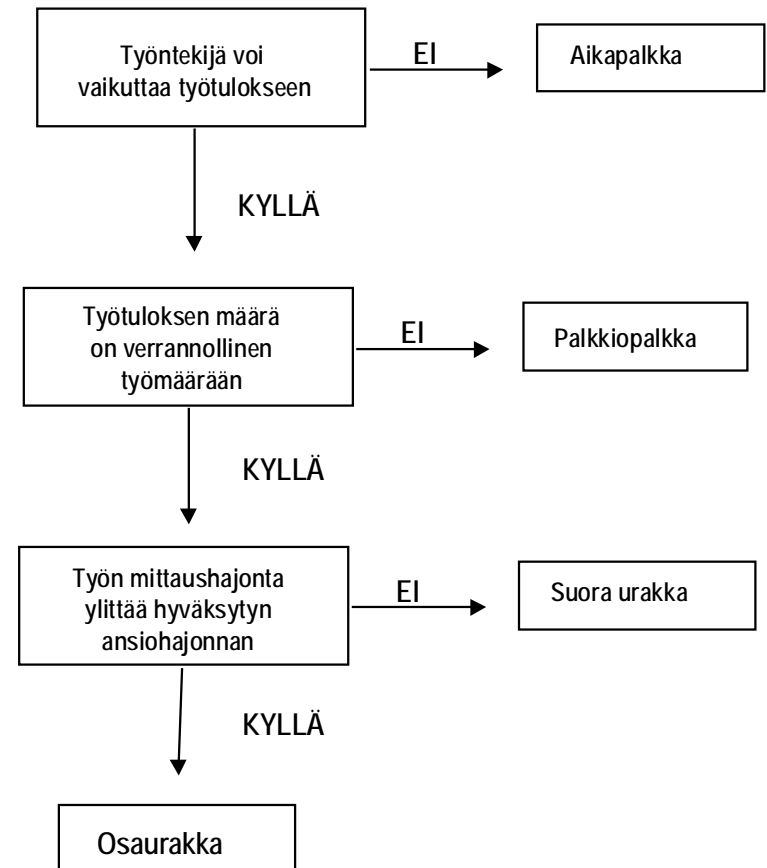 Työntekijä voi
vaikuttaa työtulokseen
EI
Aikapalkka
KYLLÄ
Työtuloksen määrä
on verrannollinen
työmäärään
EI
Palkkiopalkka
KYLLÄ
Työn mittaushajonta
ylittää hyväksytyn
ansiohajonnan
EI
Suora urakka
KYLLÄ
Osaurakka